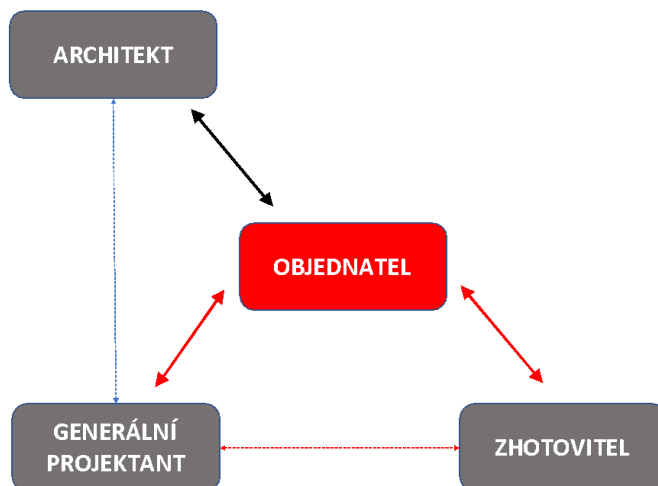 ARCHITEKT
OBJEDNATEL
GENERÁLNÍ
PROJEKTANT
ZHOTOVITEL